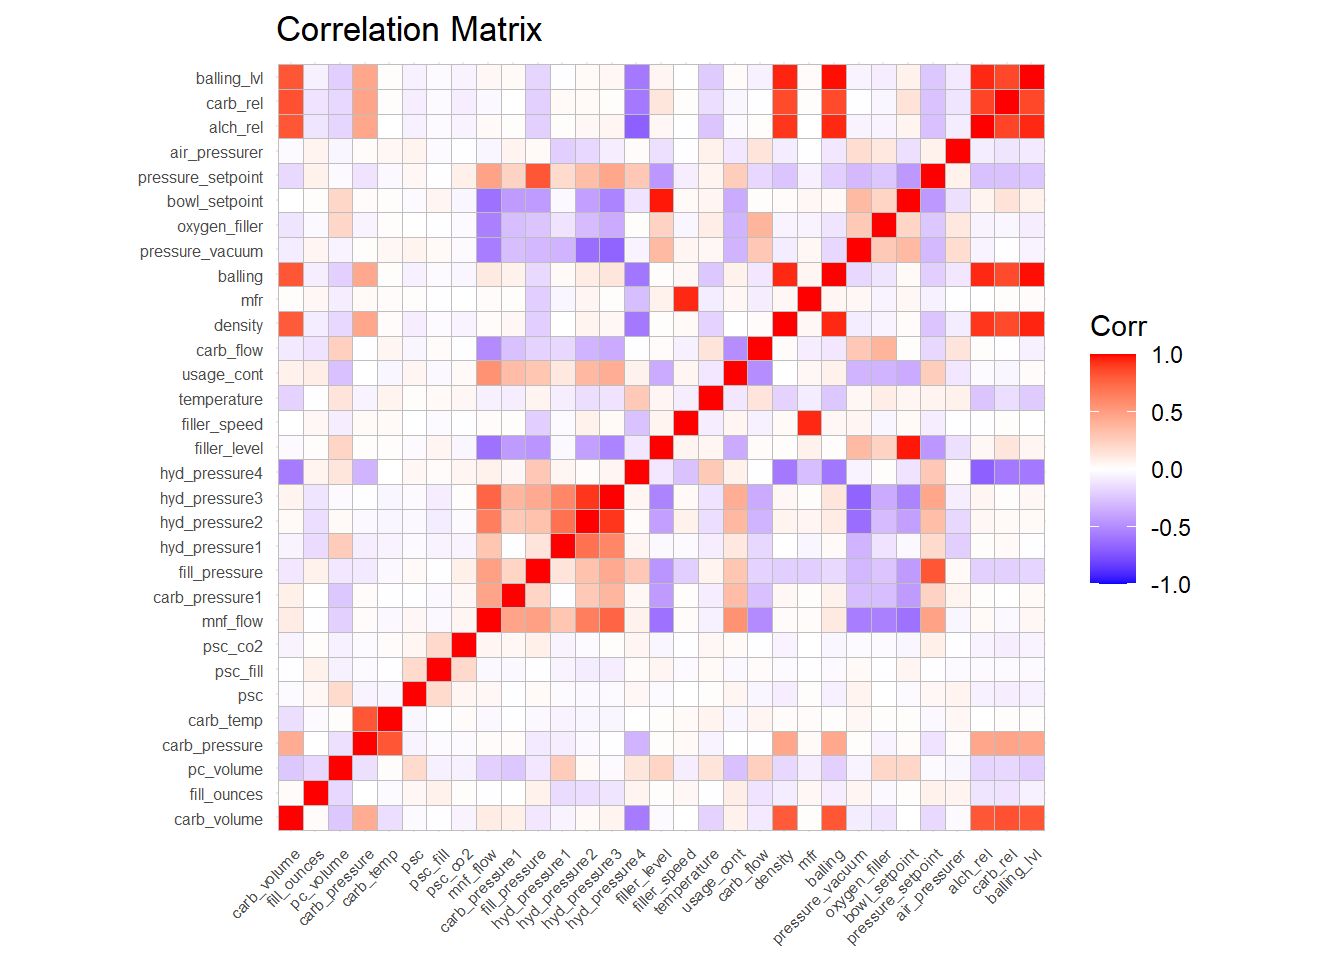 Correlation Matrix
balling_lvl
carb_rel
alch_rel
air_pressurer
pressure_setpoint
bowl_setpoint
oxygen_filler
pressure_vacuum
balling
mfr
density
carb_flow
usage_cont
temperature
filler_speed
filler_level
hyd_pressure4
hyd_pressure3
hyd_pressure2
hyd_pressure1
fill_pressure
carb_pressure1
mnf_flow
psc_co2
psc_fill
psc
carb_temp
carb_pressure
pc_volume
fill_ounces
carb_volume
carb_volume
fill_ounces
pc_volume
carb_pressure
carb_temp
psc
psc_fill
psc_co2
mnf_flow
carb_pressure1
fill_pressure
hyd_pressure1
hyd_pressure2
hyd_pressure3
hyd_pressure4
filler_level
filler_speed
temperature
usage_cont
carb_flow
density
mfr
balling
pressure_vacuum
oxygen_filler
bowl_setpoint
pressure_setpoint
air_pressurer
alch_rel
carb_rel
balling_lvl
Corr
1.0
0.5
0.0
-0.5
-1.0